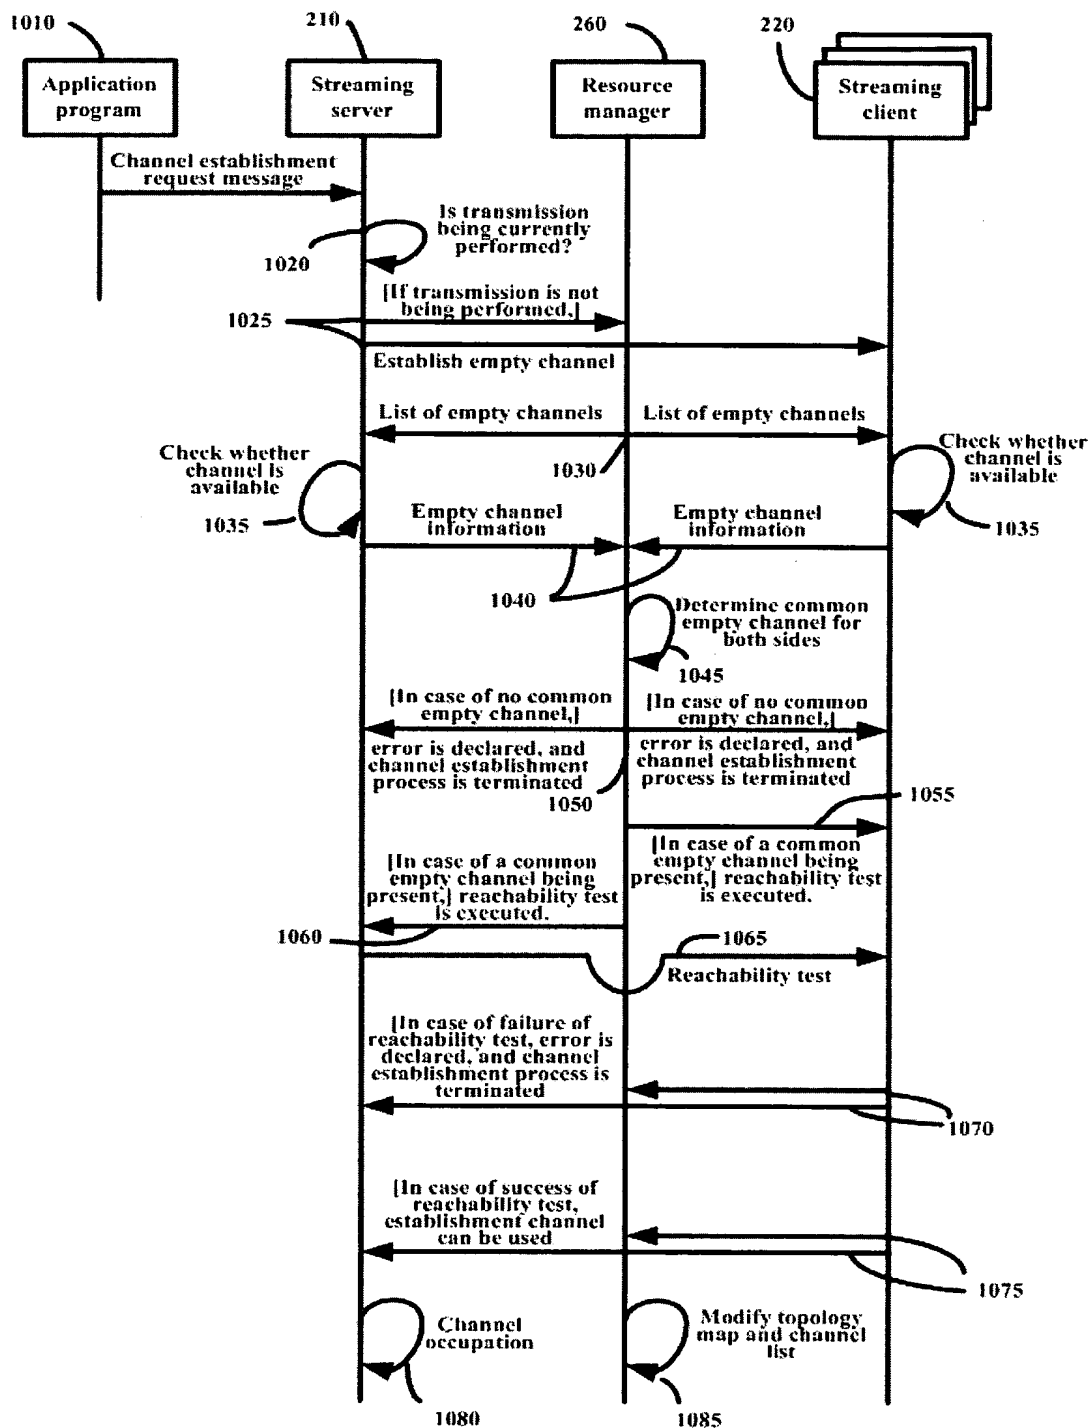 1010
210
260
220
Application
program
Streaming
server
Resource
manager
Streaming
client
Channel establishment
request message
Is transmission
being currently
performed?
1020
[If transmission is not
being performed,]
1025
Establish empty channel
List of empty channels
List of empty channels
Check whether
channel is
available
1030
Check whether
channel is
available
1035
Empty channel
information
Empty channel
information
1035
1040
Determine common
empty channel for
both sides
1045
[In case of no common
empty channel,]
[In case of no common
empty channel,]
error is declared, and
channel establishment
process is terminated
error is declared, and
channel establishment
process is terminated
1050
1055
[In case of a common
empty channel being
present,] reachability test
is executed.
[In case of a common
empty channel being
present,] reachability test
is executed.
1060
1065
Reachability test
[In case of failure of
reachability test, error is
declared, and channel
establishment process is
terminated
1070
[In case of success of
reachability test,
establishment channel
can be used
1075
Channel
occupation
Modify topology
map and channel
list
1080
1085